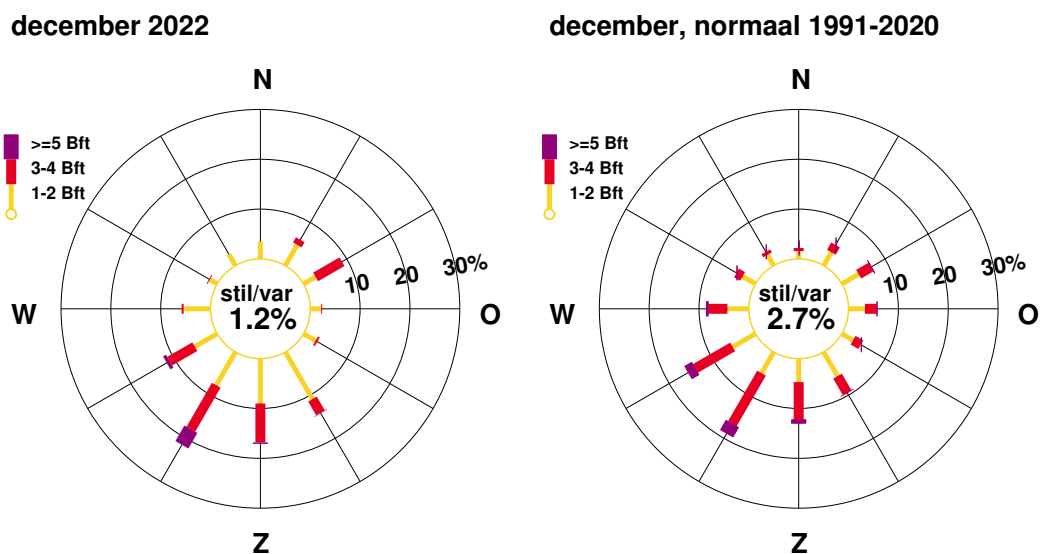 december 2022
N
>=5 Bft
3-4 Bft
1-2 Bft
10 20 30%
stil/var
1.2%
W
O
Z
december, normaal 1991-2020
N
>=5 Bft
3-4 Bft
1-2 Bft
10 20 30%
stil/var
2.7%
W
O
Z